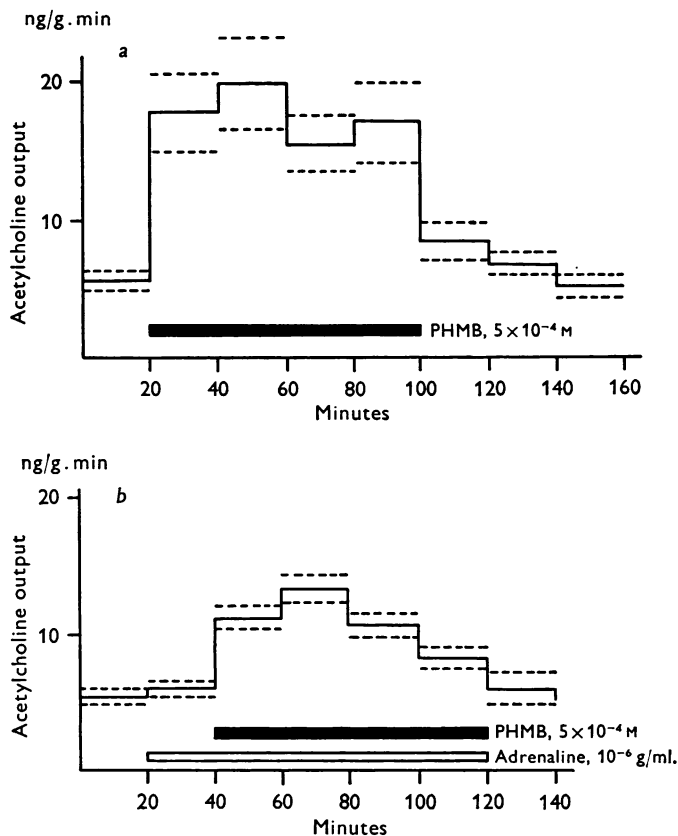 ng/g.min
a
20
10
Acetylcholine output
PHMB, 5×10⁻⁴ M
20 40 60 80 100 120 140 160
Minutes
ng/g.min
b
20
10
Acetylcholine output
PHMB, 5×10⁻⁴ M
Adrenaline, 10⁻⁶ g/ml.
20 40 60 80 100 120 140
Minutes